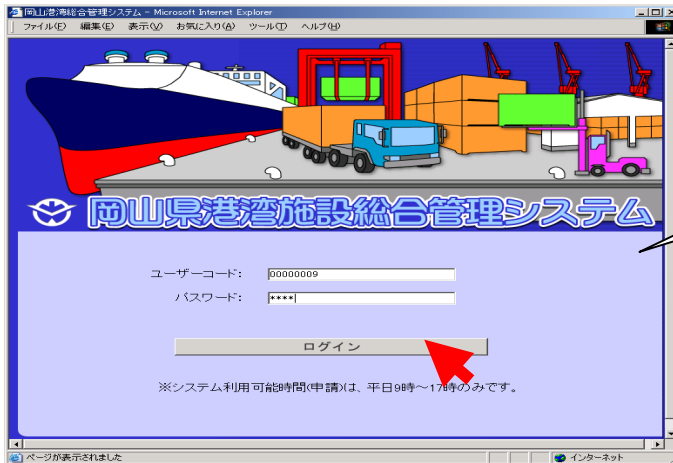 岡山港湾総合管理システム - Microsoft Internet Explorer
ファイル(F) 編集(E) 表示(V) お気に入り(A) ツール(T) ヘルプ(H)
岡山県港湾施設総合管理システム
ユーザーコード: 00000009
パスワード: ****
ログイン
※システム利用可能時間(申請)は、平日9時～17時のみです。
ページが表示されました
インターネット